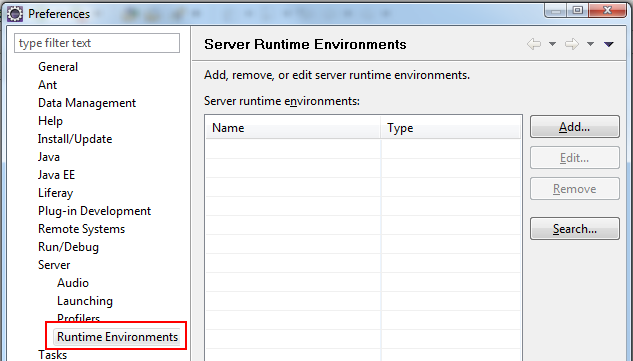 Preferences
type filter text
General
Ant
Data Management
Help
Install/Update
Java
Java EE
Liferay
Plug-in Development
Remote Systems
Run/Debug
Server
Audio
Launching
Profilers
Runtime Environments
Tasks
Server Runtime Environments
Add, remove, or edit server runtime environments.
Server runtime environments:
Name Type
Add...
Edit...
Remove
Search...